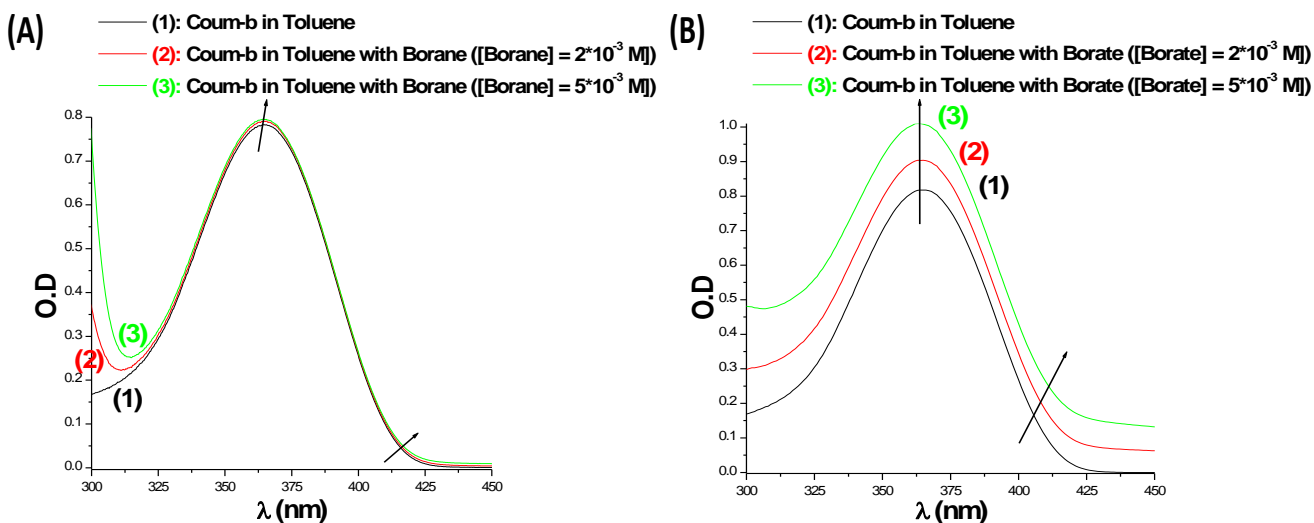 (A)
(1): Coum-b in Toluene
(2): Coum-b in Toluene with Borane ([Borane] = 2*10-3 M])
(3): Coum-b in Toluene with Borane ([Borane] = 5*10-3 M])
0.8
0.7
0.6
0.5
0.4
0.3
0.2
0.1
0.0
O.D
(3)
(2)
(1)
300 325 350 375 400 425 450
λ (nm)
(B)
(1): Coum-b in Toluene
(2): Coum-b in Toluene with Borate ([Borate] = 2*10-3 M])
(3): Coum-b in Toluene with Borate ([Borate] = 5*10-3 M])
1.0
0.9
0.8
0.7
0.6
0.5
0.4
0.3
0.2
0.1
0.0
O.D
(3)
(2)
(1)
300 325 350 375 400 425 450
λ (nm)